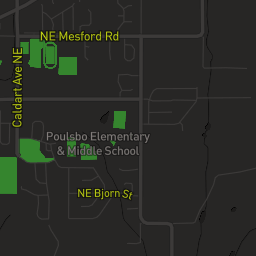 NE Mesford Rd
Caldart Ave NE
Poulsbo Elementary
& Middle School
NE Bjorn St